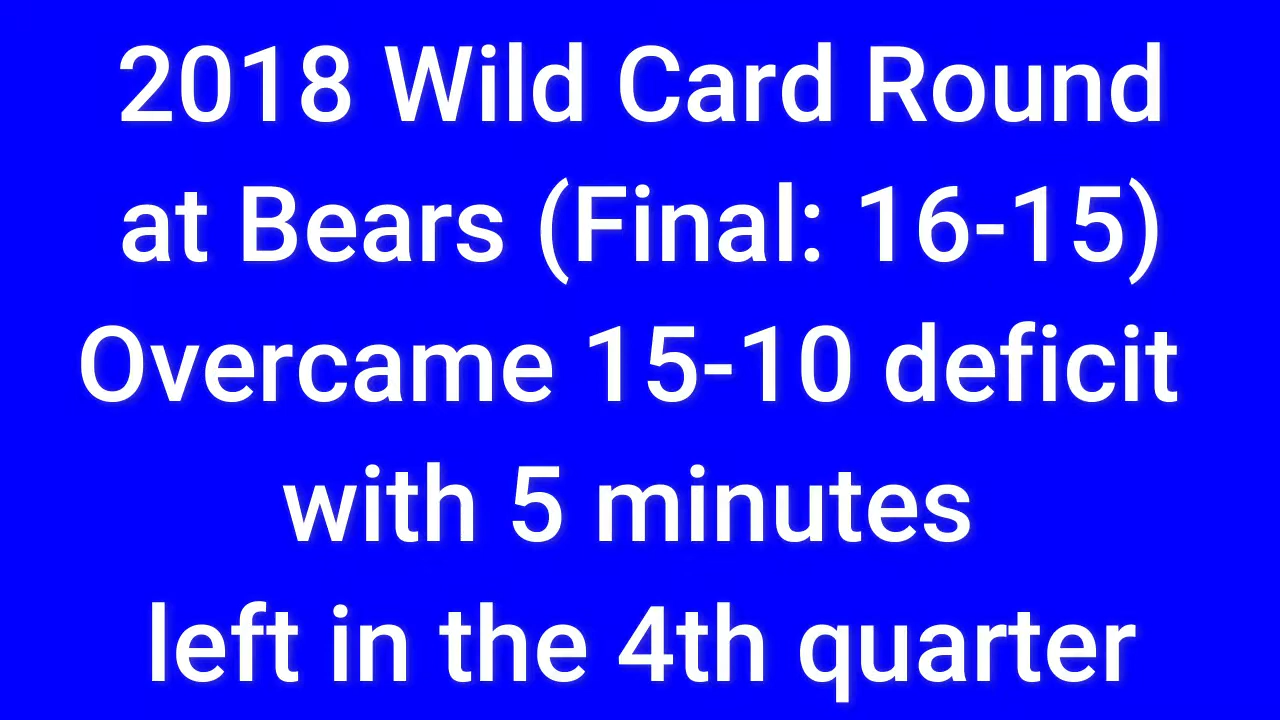 2018 Wild Card Round
at Bears (Final: 16-15)
Overcame 15-10 deficit
with 5 minutes
left in the 4th quarter